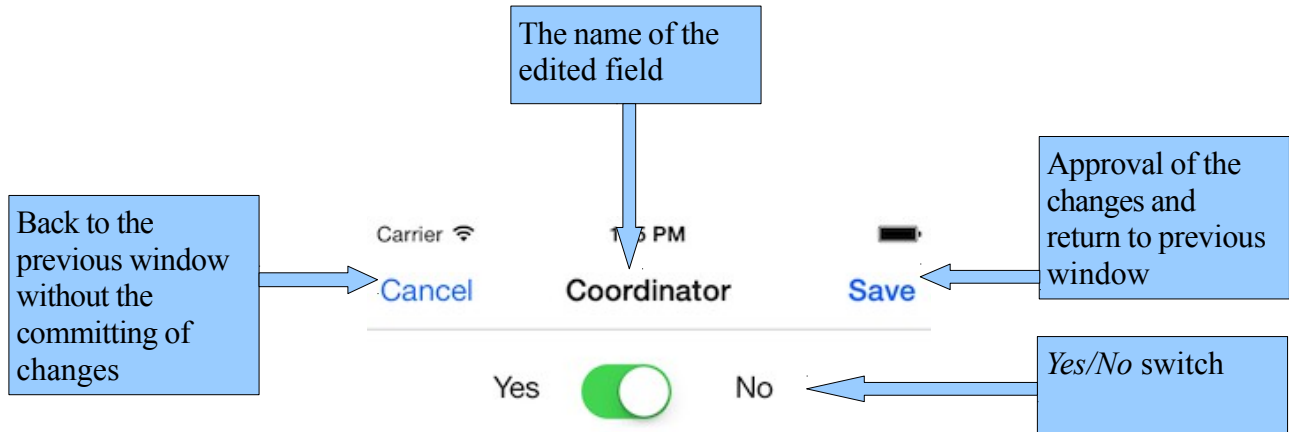 The name of the
edited field
Approval of the
changes and
return to previous
window
Back to the
previous window
without the
committing of
changes
Carrier
PM
Cancel
Coordinator
Save
Yes/No switch
Yes
No